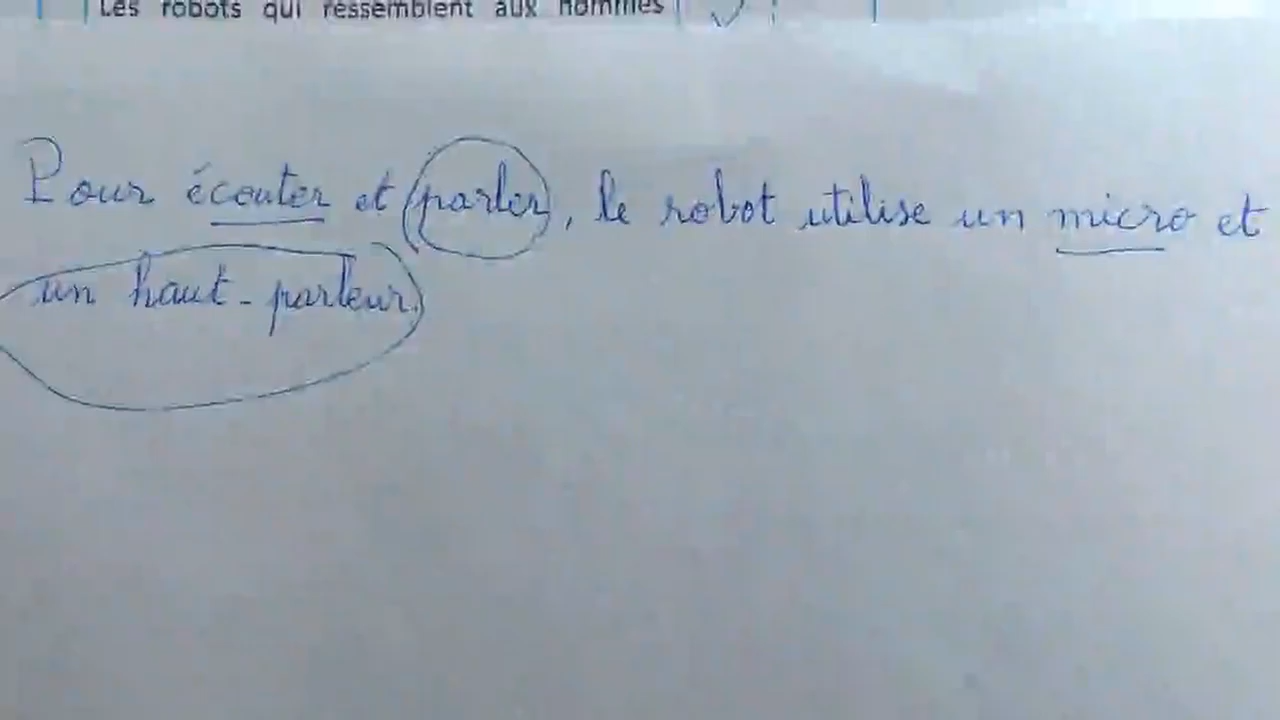 Les robots qui ressemblent aux hommes
Pour écouter et parler, le robot utilise un micro et
un haut-parleur.